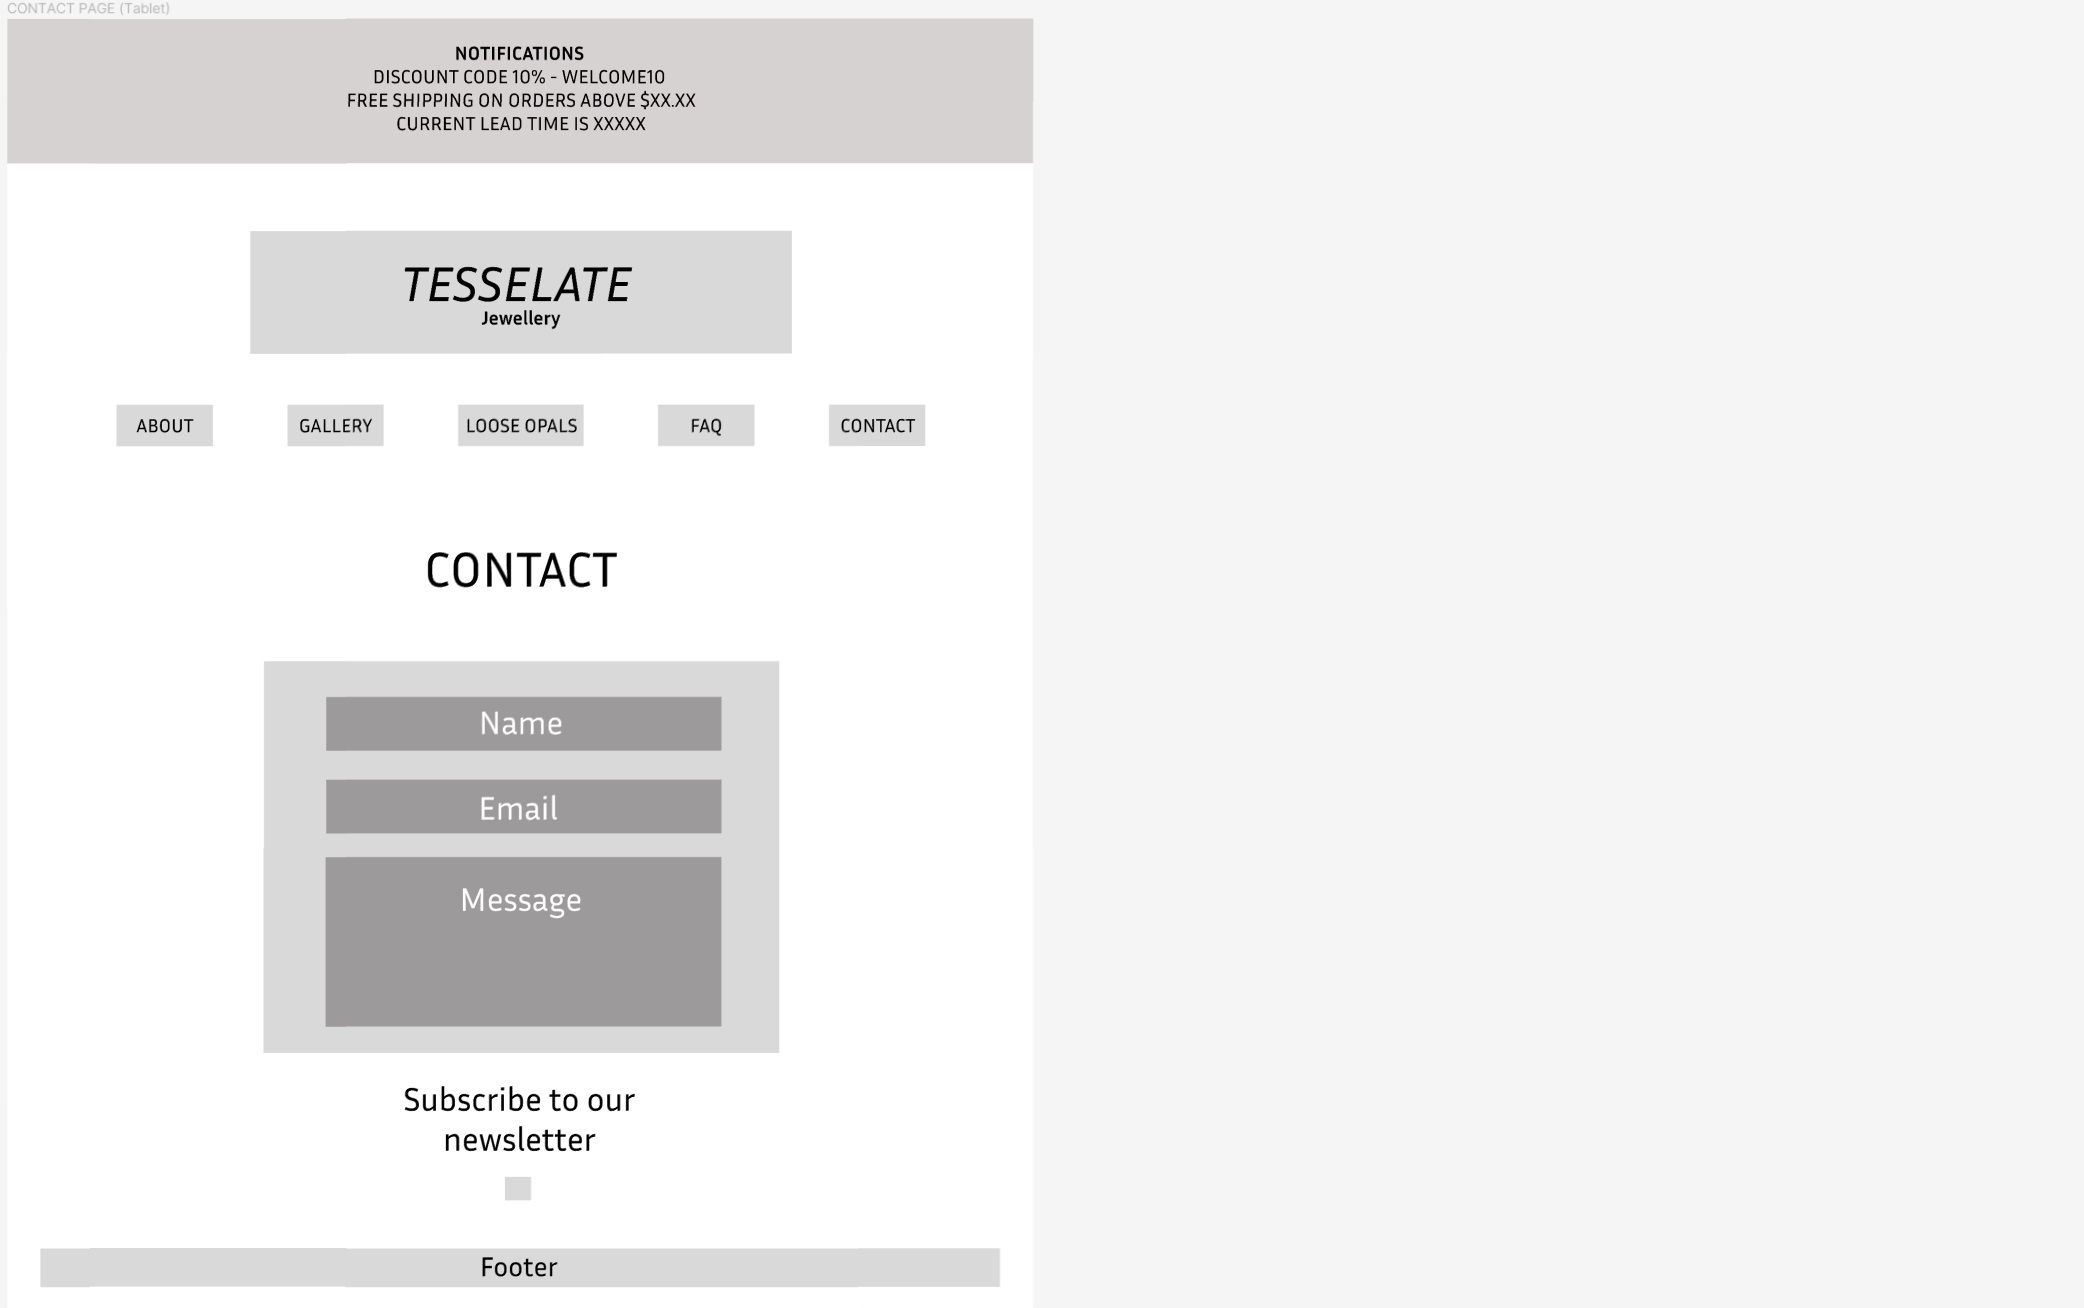 CONTACT PAGE (Tablet)
NOTIFICATIONS
DISCOUNT CODE 10% - WELCOME10
FREE SHIPPING ON ORDERS ABOVE $XX.XX
CURRENT LEAD TIME IS XXXXX
TESSELATE
Jewellery
ABOUT GALLERY LOOSE OPALS FAQ CONTACT
CONTACT
Name
Email
Message
Subscribe to our
newsletter
Footer